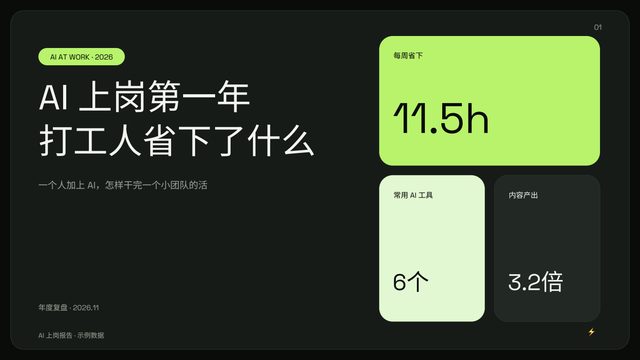 01
AI AT WORK · 2026
AI 上岗第一年
打工人省下了什么
一个人加上 AI，怎样干完一个小团队的活
每周省下
11.5h
常用 AI 工具
6个
内容产出
3.2倍
年度复盘 · 2026.11
AI 上岗报告 · 示例数据